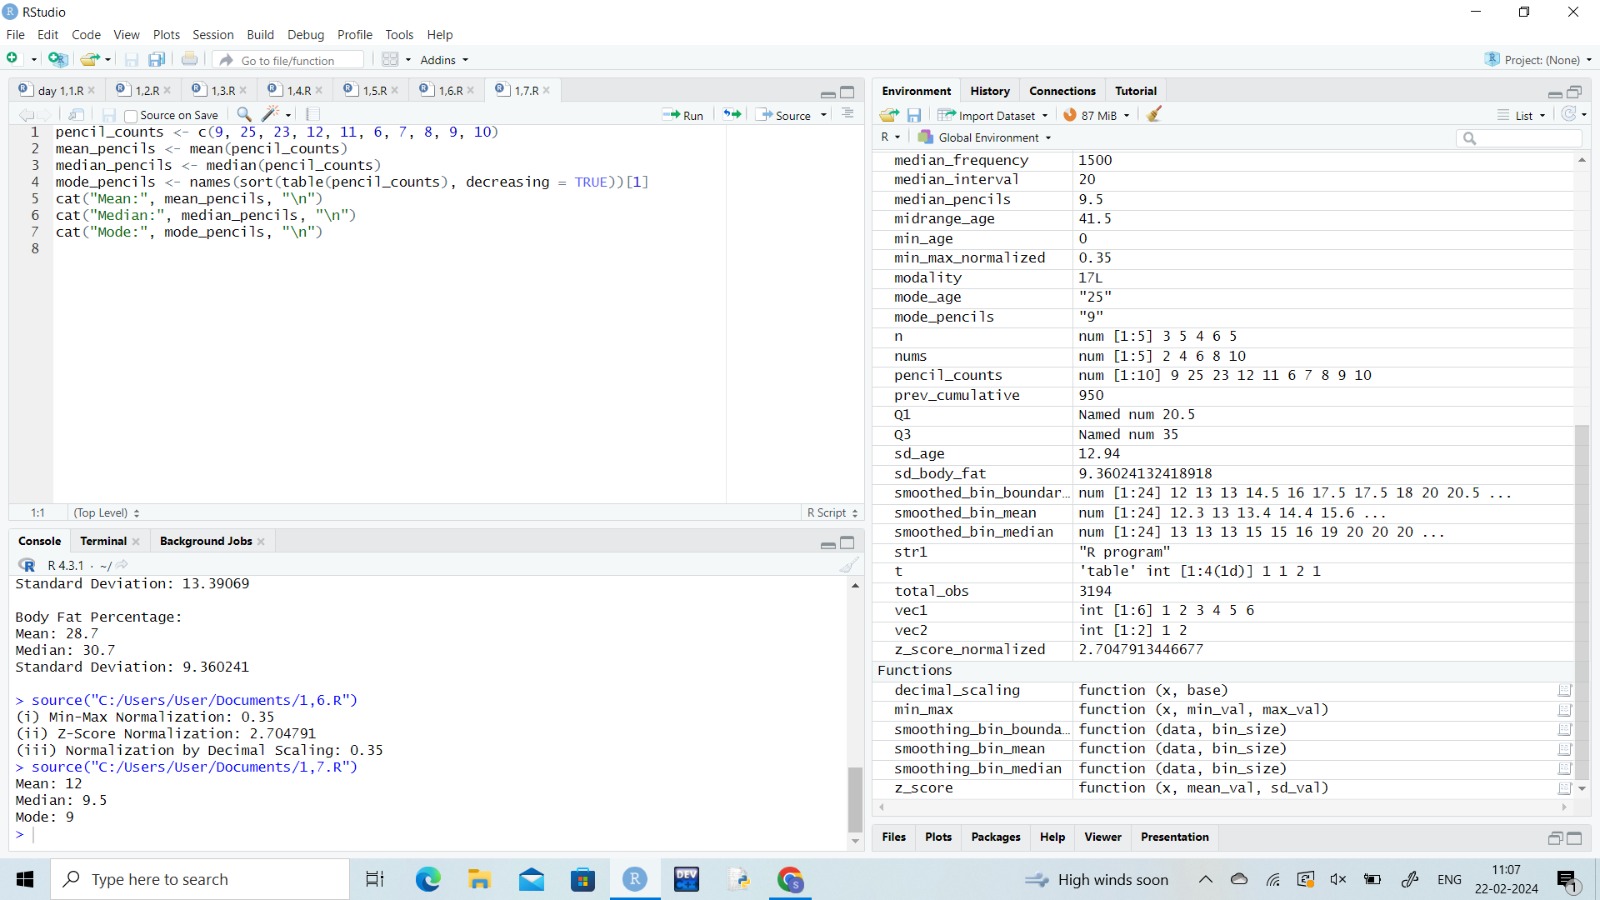 RStudio
File Edit Code View Plots Session Build Debug Profile Tools Help
Go to file/function Addins Project: (None)
day 1,1.R 1,2.R 1,3.R 1,4.R 1,5.R 1,6.R 1,7.R
Source on Save Run Source
1 pencil_counts <- c(9, 25, 23, 12, 11, 6, 7, 8, 9, 10)
2 mean_pencils <- mean(pencil_counts)
3 median_pencils <- median(pencil_counts)
4 mode_pencils <- names(sort(table(pencil_counts), decreasing = TRUE))[1]
5 cat("Mean:", mean_pencils, "\n")
6 cat("Median:", median_pencils, "\n")
7 cat("Mode:", mode_pencils, "\n")
8
1:1 (Top Level) R Script
Console Terminal Background Jobs
R 4.3.1 · ~/
Standard Deviation: 13.39069
Body Fat Percentage:
Mean: 28.7
Median: 30.7
Standard Deviation: 9.360241
> source("C:/Users/User/Documents/1,6.R")
(i) Min-Max Normalization: 0.35
(ii) Z-Score Normalization: 2.704791
(iii) Normalization by Decimal Scaling: 0.35
> source("C:/Users/User/Documents/1,7.R")
Mean: 12
Median: 9.5
Mode: 9
>
Environment History Connections Tutorial
Import Dataset 87 MiB List
R Global Environment
median_frequency 1500
median_interval 20
median_pencils 9.5
midrange_age 41.5
min_age 0
min_max_normalized 0.35
modality 17L
mode_age "25"
mode_pencils "9"
n num [1:5] 3 5 4 6 5
nums num [1:5] 2 4 6 8 10
pencil_counts num [1:10] 9 25 23 12 11 6 7 8 9 10
prev_cumulative 950
Q1 Named num 20.5
Q3 Named num 35
sd_age 12.94
sd_body_fat 9.36024132418918
smoothed_bin_boundar… num [1:24] 12 13 13 14.5 16 17.5 17.5 18 20 20.5 ...
smoothed_bin_mean num [1:24] 12.3 13 13.4 14.4 15.6 ...
smoothed_bin_median num [1:24] 13 13 13 15 15 16 19 20 20 20 ...
str1 "R program"
t 'table' int [1:4(1d)] 1 1 2 1
total_obs 3194
vec1 int [1:6] 1 2 3 4 5 6
vec2 int [1:2] 1 2
z_score_normalized 2.7047913446677
Functions
decimal_scaling function (x, base)
min_max function (x, min_val, max_val)
smoothing_bin_bounda… function (data, bin_size)
smoothing_bin_mean function (data, bin_size)
smoothing_bin_median function (data, bin_size)
z_score function (x, mean_val, sd_val)
Files Plots Packages Help Viewer Presentation
Type here to search DEV C++ High winds soon ENG 11:07
22-02-2024 1